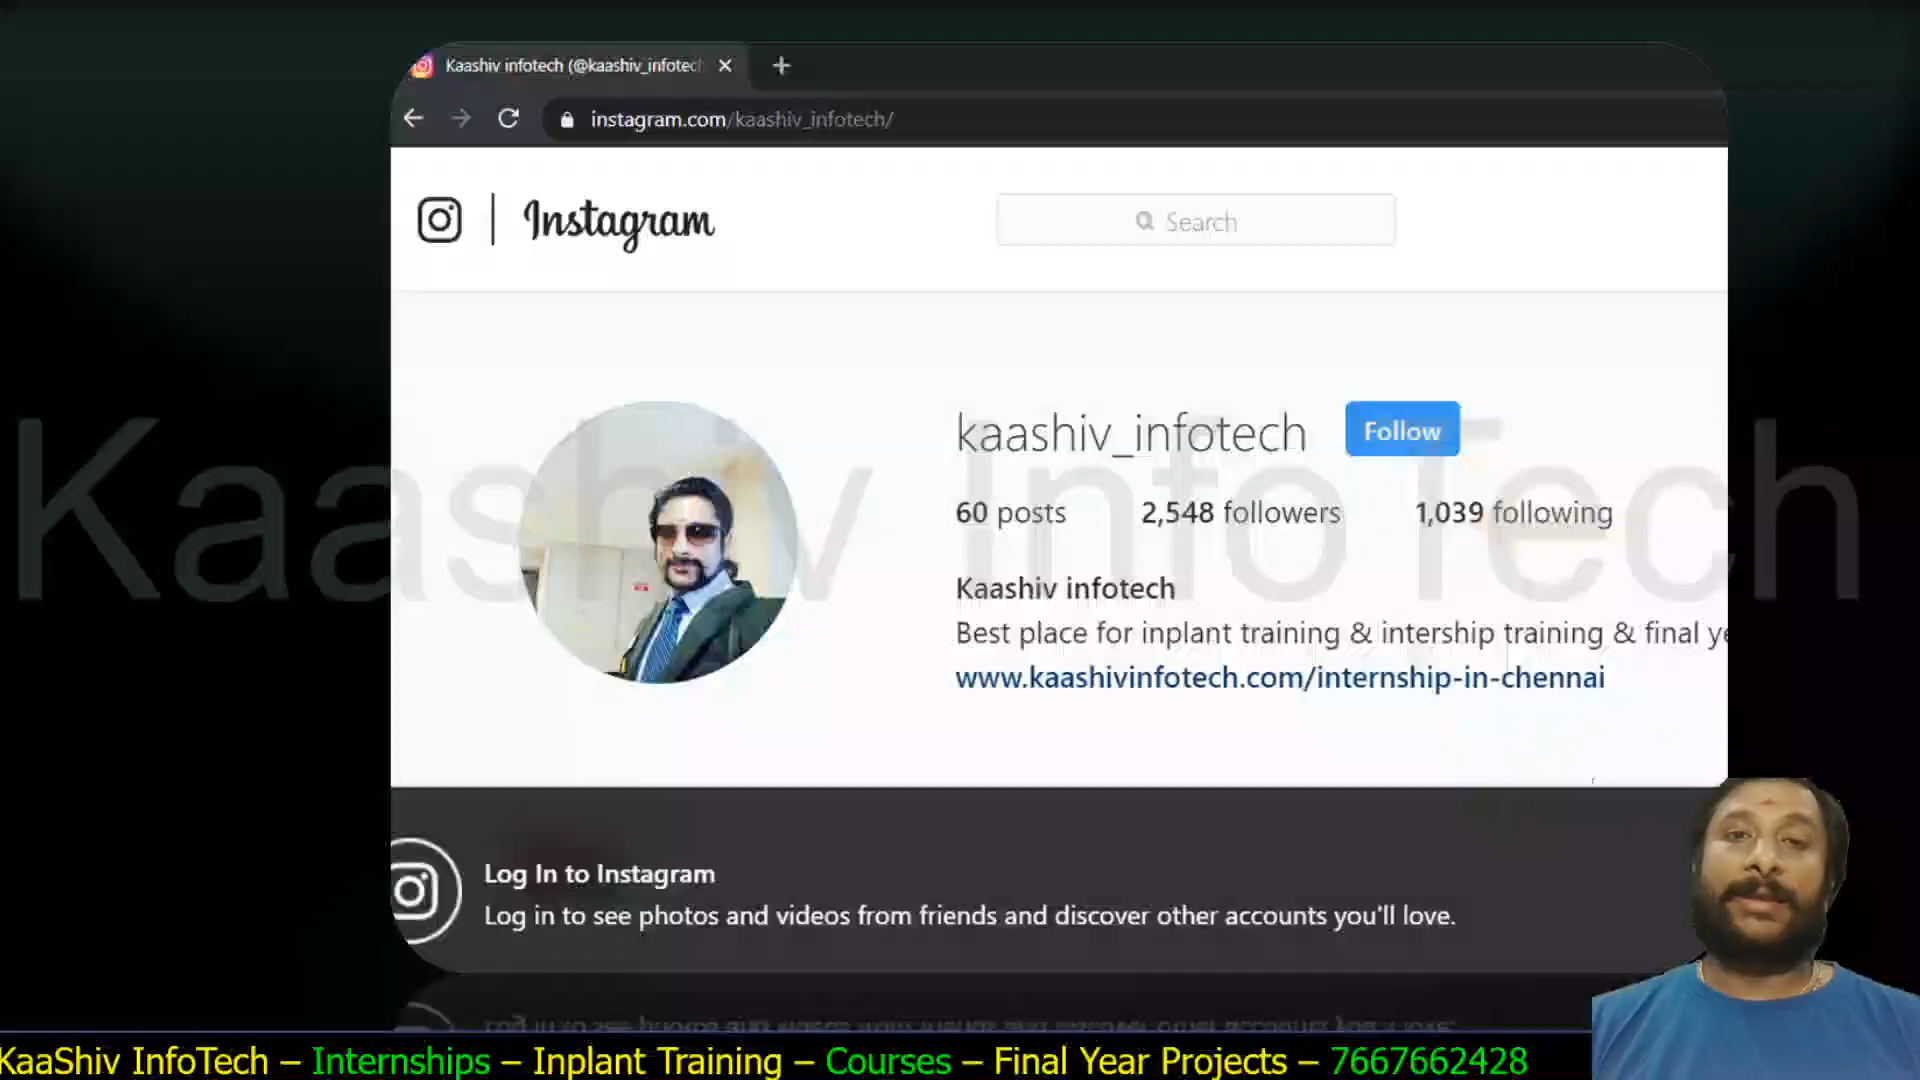 Kaashiv infotech (@kaashiv_infotech
instagram.com/kaashiv_infotech/
Instagram
Search
kaashiv_infotech
Follow
60 posts 2,548 followers 1,039 following
Kaashiv infotech
Best place for inplant training & intership training & final ye
www.kaashivinfotech.com/internship-in-chennai
Kaashiv InfoTech
Log In to Instagram
Log in to see photos and videos from friends and discover other accounts you'll love.
KaaShiv InfoTech – Internships – Inplant Training – Courses – Final Year Projects – 7667662428